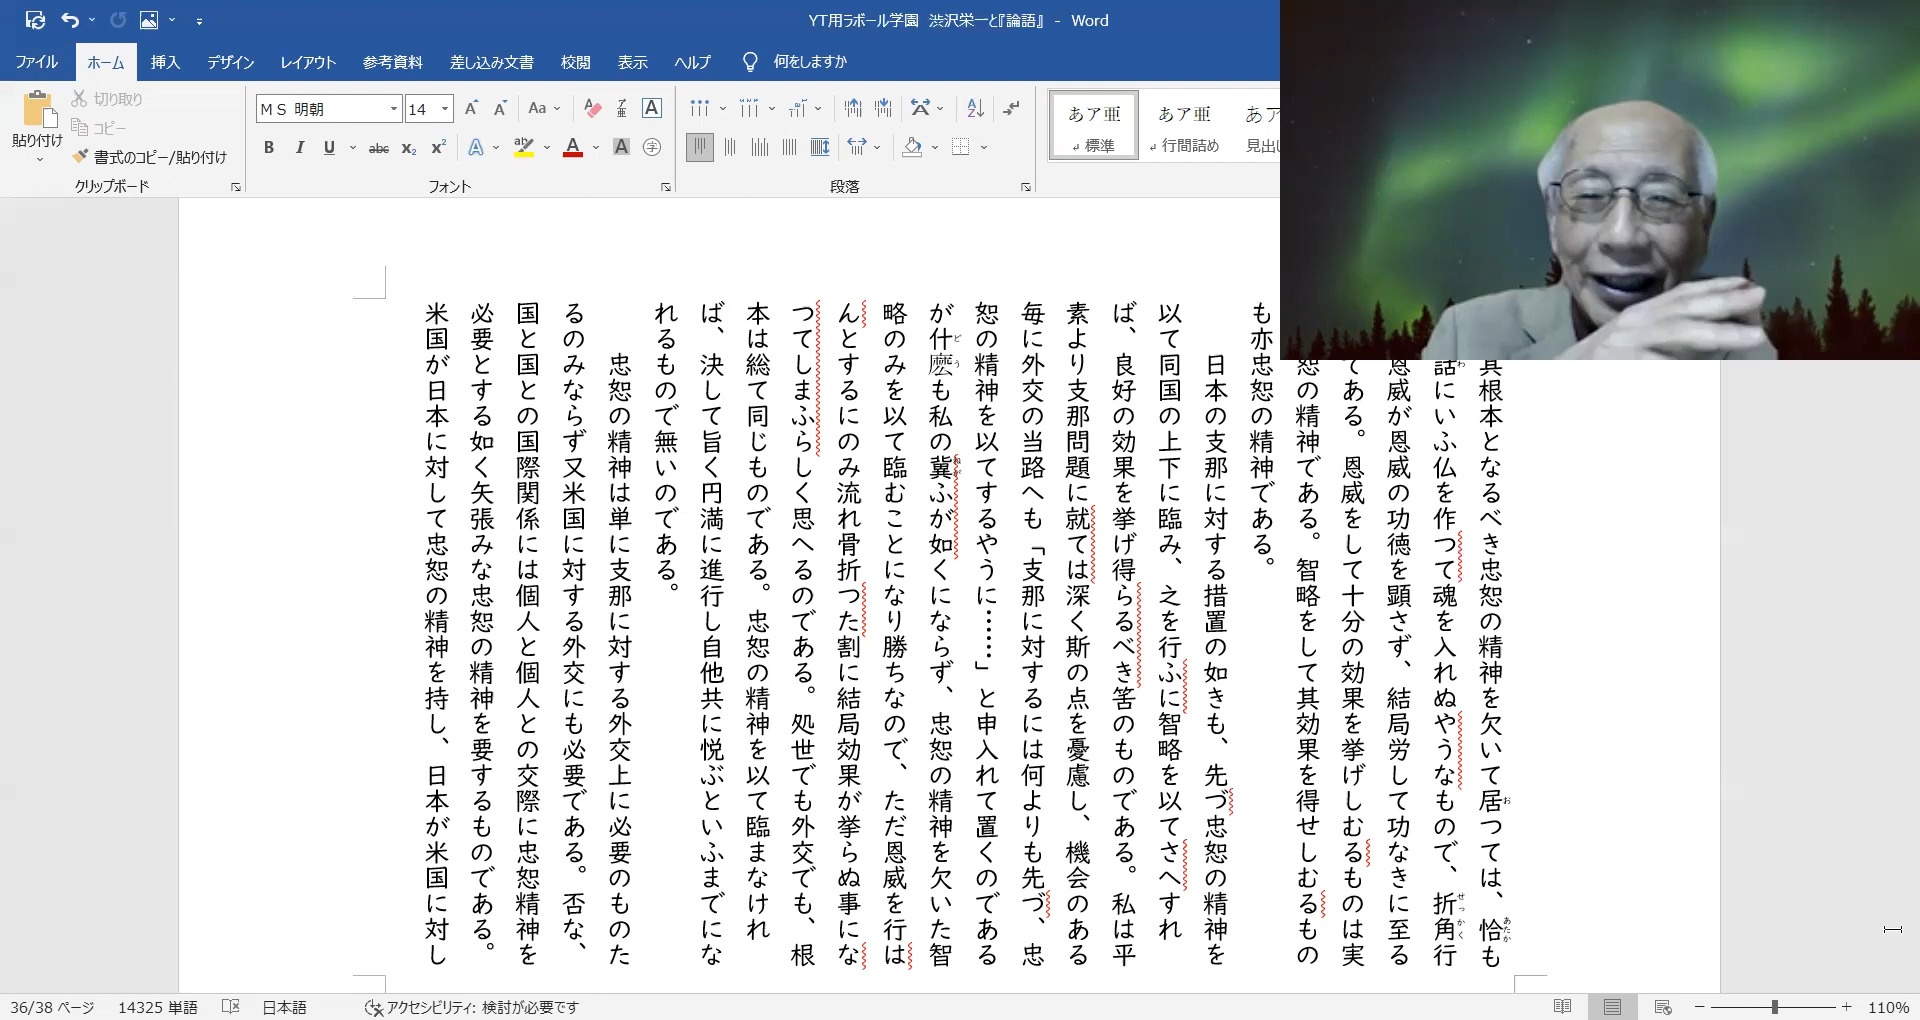 YT用ラボール学園 渋沢栄一と『論語』 - Word
ファイル ホーム 挿入 デザイン レイアウト 参考資料 差し込み文書 校閲 表示 ヘルプ 何をしますか
貼り付け
切り取り
コピー
書式のコピー/貼り付け
クリップボード
ＭＳ 明朝 14
フォント
段落
あア亜 標準
あア亜 行間詰め
あア 見出し
其根本となるべき忠恕の精神を欠いて居つては、恰も
話にいふ仏を作つて魂を入れぬやうなもので、折角行
恩威が恩威の功徳を顕さず、結局労して功なきに至る
てある。恩威をして十分の効果を挙げしむるものは実
恕の精神である。智略をして其効果を得せしむるもの
も亦忠恕の精神である。
日本の支那に対する措置の如きも、先づ忠恕の精神を
以て同国の上下に臨み、之を行ふに智略を以てさへすれ
ば、良好の効果を挙げ得らるべき筈のものである。私は平
素より支那問題に就ては深く斯の点を憂慮し、機会のある
毎に外交の当路へも「支那に対するには何よりも先づ、忠
恕の精神を以てするやうに……」と申入れて置くのである
が什麼も私の冀ふが如くにならず、忠恕の精神を欠いた智
略のみを以て臨むことになり勝ちなので、ただ恩威を行は
んとするにのみ流れ骨折つた割に結局効果が挙らぬ事にな
つてしまふらしく思へるのである。処世でも外交でも、根
本は総て同じものである。忠恕の精神を以て臨まなけれ
ば、決して旨く円満に進行し自他共に悦ぶといふまでにな
れるもので無いのである。
忠恕の精神は単に支那に対する外交上に必要のものた
るのみならず又米国に対する外交にも必要である。否な、
国と国との国際関係には個人と個人との交際に忠恕精神を
必要とする如く矢張みな忠恕の精神を要するものである。
米国が日本に対して忠恕の精神を持し、日本が米国に対し
36/38 ページ 14325 単語 日本語 アクセシビリティ: 検討が必要です 110%